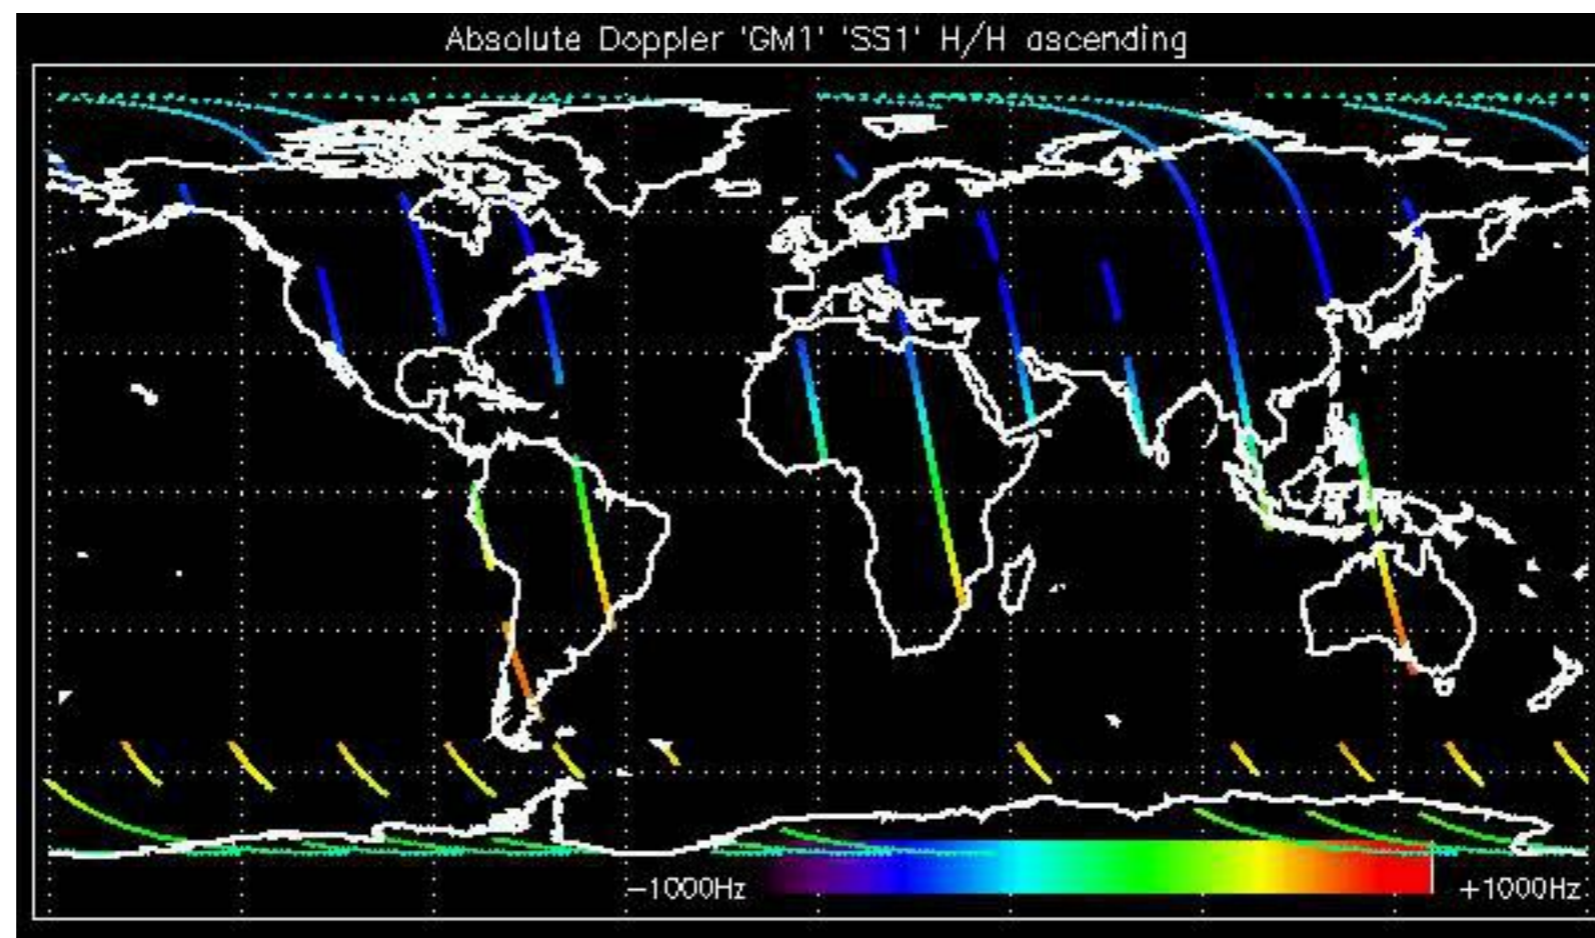 Absolute Doppler 'GM1' 'SS1' H/H ascending
−1000Hz
+1000Hz